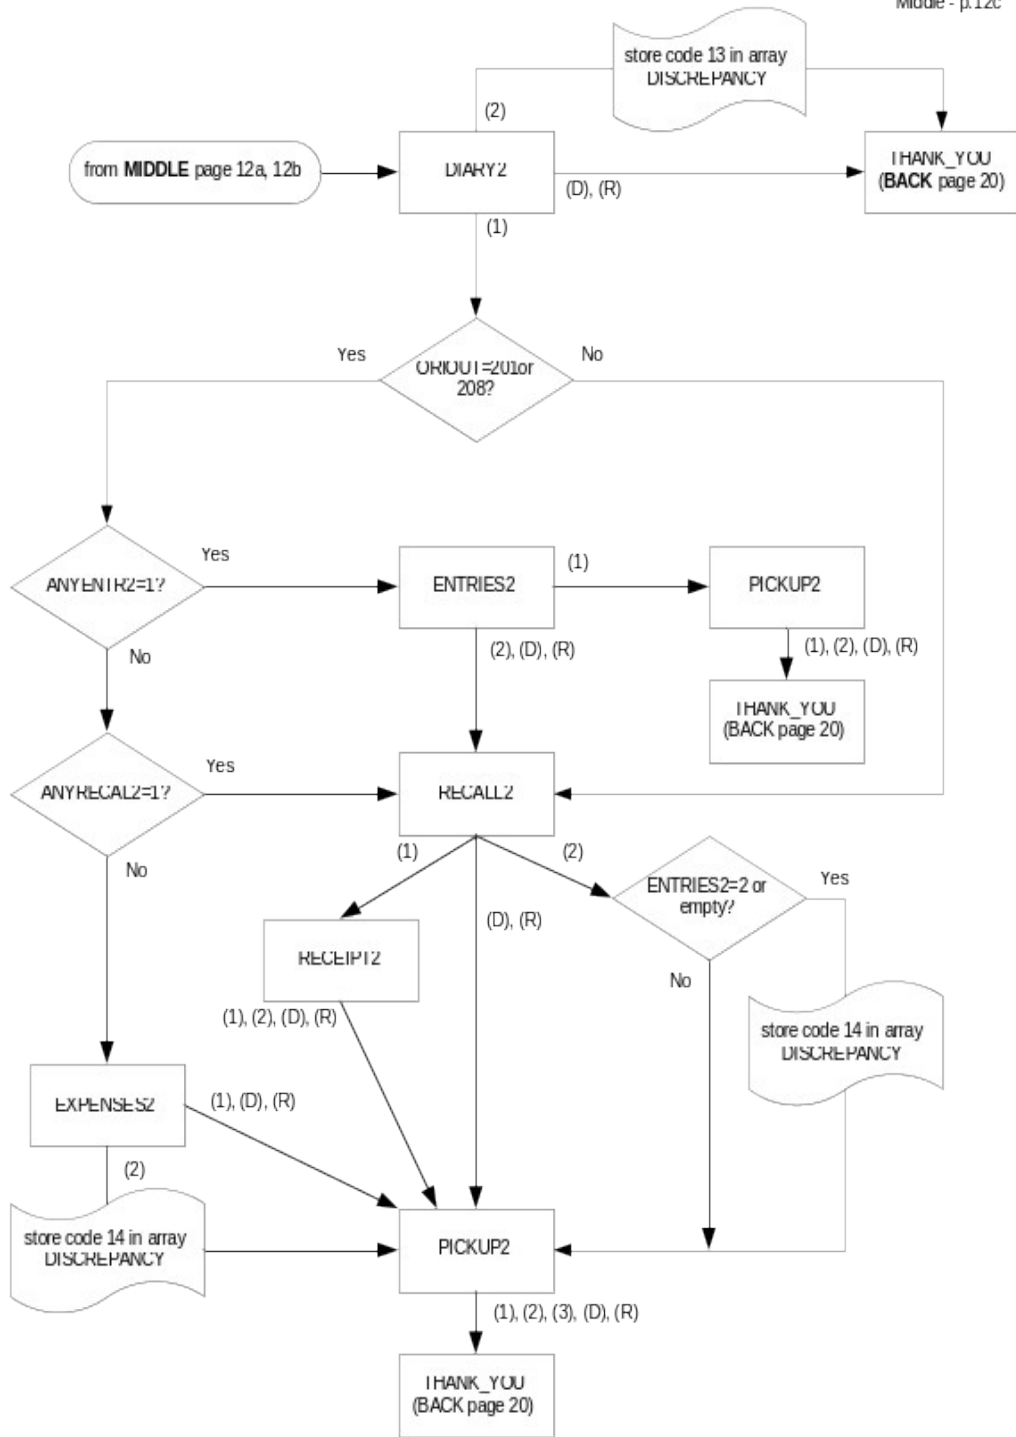 Middle - p.12c
store code 13 in array
DISCREPANCY
(2)
from MIDDLE page 12a, 12b
DIARY2
(D), (R)
THANK_YOU
(BACK page 20)
(1)
Yes
ORIOUT=201or
208?
No
ANYENTR2=1?
Yes
ENTRIES2
(1)
PICKUP2
No
(2), (D), (R)
(1), (2), (D), (R)
THANK_YOU
(BACK page 20)
ANYRECAL2=1?
Yes
RECALL2
No
(1)
(2)
ENTRIES2=2 or
empty?
Yes
(D), (R)
RECEIPT2
No
(1), (2), (D), (R)
store code 14 in array
DISCREPANCY
EXPENSES2
(1), (D), (R)
(2)
store code 14 in array
DISCREPANCY
PICKUP2
(1), (2), (3), (D), (R)
THANK_YOU
(BACK page 20)